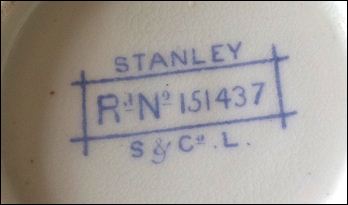 STANLEY
Rᵈ Nº 151437
S & Cº. L.